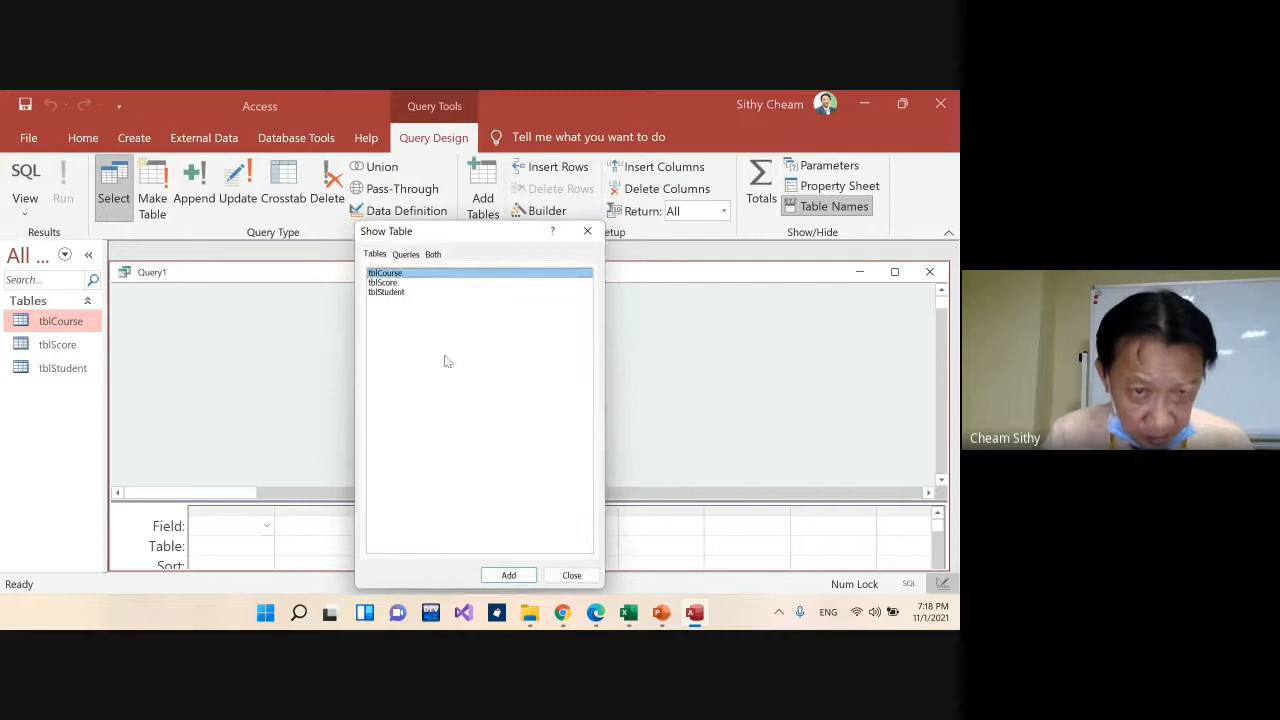 Access
Query Tools
Sithy Cheam
File
Home
Create
External Data
Database Tools
Help
Query Design
Tell me what you want to do
SQL
View
Run
Select
Make Table
Append
Update
Crosstab
Delete
Union
Pass-Through
Data Definition
Add Tables
Insert Rows
Delete Rows
Builder
Insert Columns
Delete Columns
Return:
All
Totals
Parameters
Property Sheet
Table Names
Results
Query Type
etup
Show/Hide
All ...
Search...
Tables
tblCourse
tblScore
tblStudent
Query1
Show Table
?
Tables
Queries
Both
tblCourse
tblScore
tblStudent
Add
Close
Field:
Table:
Sort:
Cheam Sithy
Ready
Num Lock
SQL
DEV
ENG
7:18 PM
11/1/2021